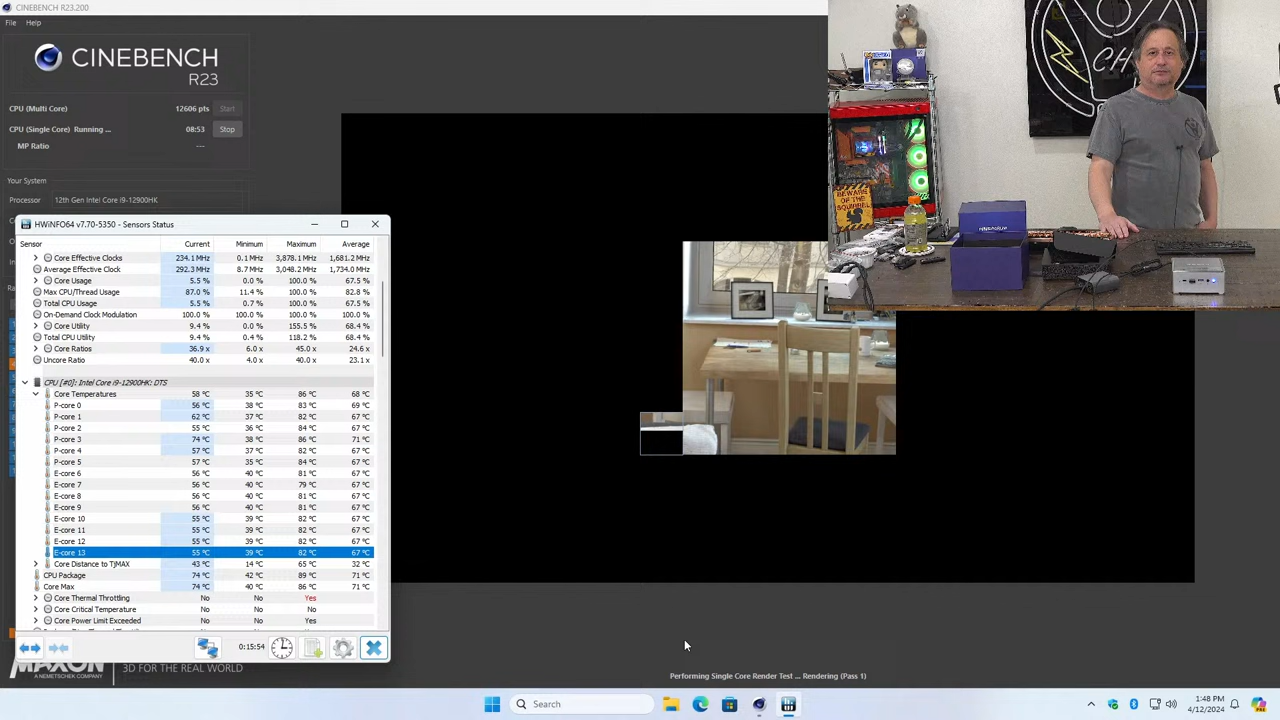 CINEBENCH R23.200
File Help
CINEBENCH
R23
CPU (Multi Core) 12606 pts Start
CPU (Single Core) Running ... 08:53 Stop
MP Ratio ---
Your System
Processor 12th Gen Intel Core i9-12900HK
HWiNFO64 v7.70-5350 - Sensors Status
Sensor Current Minimum Maximum Average
Core Effective Clocks 234.1 MHz 0.1 MHz 3,878.1 MHz 1,681.2 MHz
Average Effective Clock 292.3 MHz 8.7 MHz 3,048.2 MHz 1,734.0 MHz
Core Usage 5.5 % 0.0 % 100.0 % 67.5 %
Max CPU/Thread Usage 87.0 % 11.4 % 100.0 % 82.8 %
Total CPU Usage 5.5 % 0.7 % 100.0 % 67.5 %
On-Demand Clock Modulation 100.0 % 100.0 % 100.0 % 100.0 %
Core Utility 9.4 % 0.0 % 155.5 % 68.4 %
Total CPU Utility 9.4 % 0.4 % 118.2 % 68.4 %
Core Ratios 36.9 x 6.0 x 45.0 x 24.6 x
Uncore Ratio 40.0 x 4.0 x 40.0 x 23.1 x
CPU [#0]: Intel Core i9-12900HK: DTS
Core Temperatures 58 °C 35 °C 86 °C 68 °C
P-core 0 56 °C 38 °C 83 °C 69 °C
P-core 1 62 °C 37 °C 82 °C 67 °C
P-core 2 55 °C 36 °C 84 °C 67 °C
P-core 3 74 °C 38 °C 86 °C 71 °C
P-core 4 57 °C 37 °C 82 °C 67 °C
P-core 5 57 °C 35 °C 84 °C 67 °C
E-core 6 56 °C 40 °C 81 °C 67 °C
E-core 7 56 °C 40 °C 79 °C 67 °C
E-core 8 56 °C 40 °C 81 °C 67 °C
E-core 9 56 °C 40 °C 81 °C 67 °C
E-core 10 55 °C 39 °C 82 °C 67 °C
E-core 11 55 °C 39 °C 82 °C 67 °C
E-core 12 55 °C 39 °C 82 °C 67 °C
E-core 13 55 °C 39 °C 82 °C 67 °C
Core Distance to TjMAX 43 °C 14 °C 65 °C 32 °C
CPU Package 74 °C 42 °C 89 °C 71 °C
Core Max 74 °C 40 °C 86 °C 71 °C
Core Thermal Throttling No No Yes
Core Critical Temperature No No No
Core Power Limit Exceeded No No Yes
0:15:54
MAXON
A NEMETSCHEK COMPANY
3D FOR THE REAL WORLD
Performing Single Core Render Test ... Rendering (Pass 1)
BEWARE
OF THE
SQUIRREL
CH
Search
1:48 PM
4/12/2024